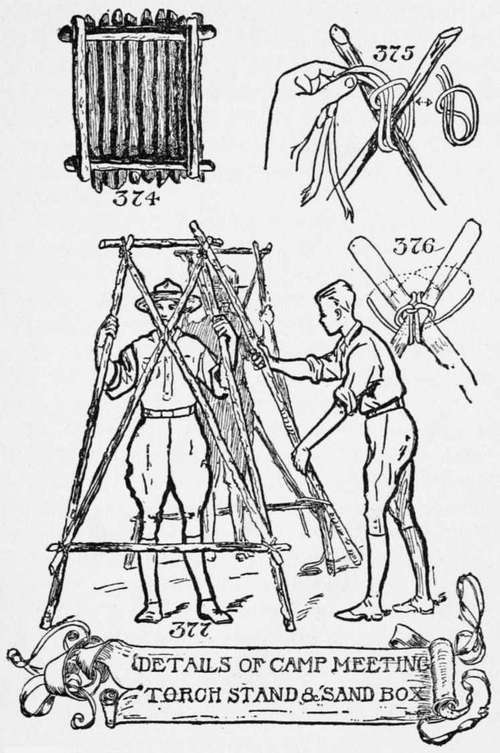 374
375
376
377
DETAILS OF CAMP MEETING
TORCH STAND & SAND BOX